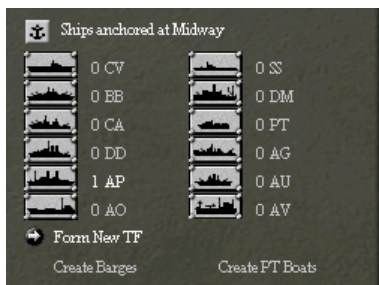 Ships anchored at Midway
0 CV 0 SS
0 BB 0 DM
0 CA 0 PT
0 DD 0 AG
1 AP 0 AU
0 AO 0 AV
Form New TF
Create Barges Create PT Boats